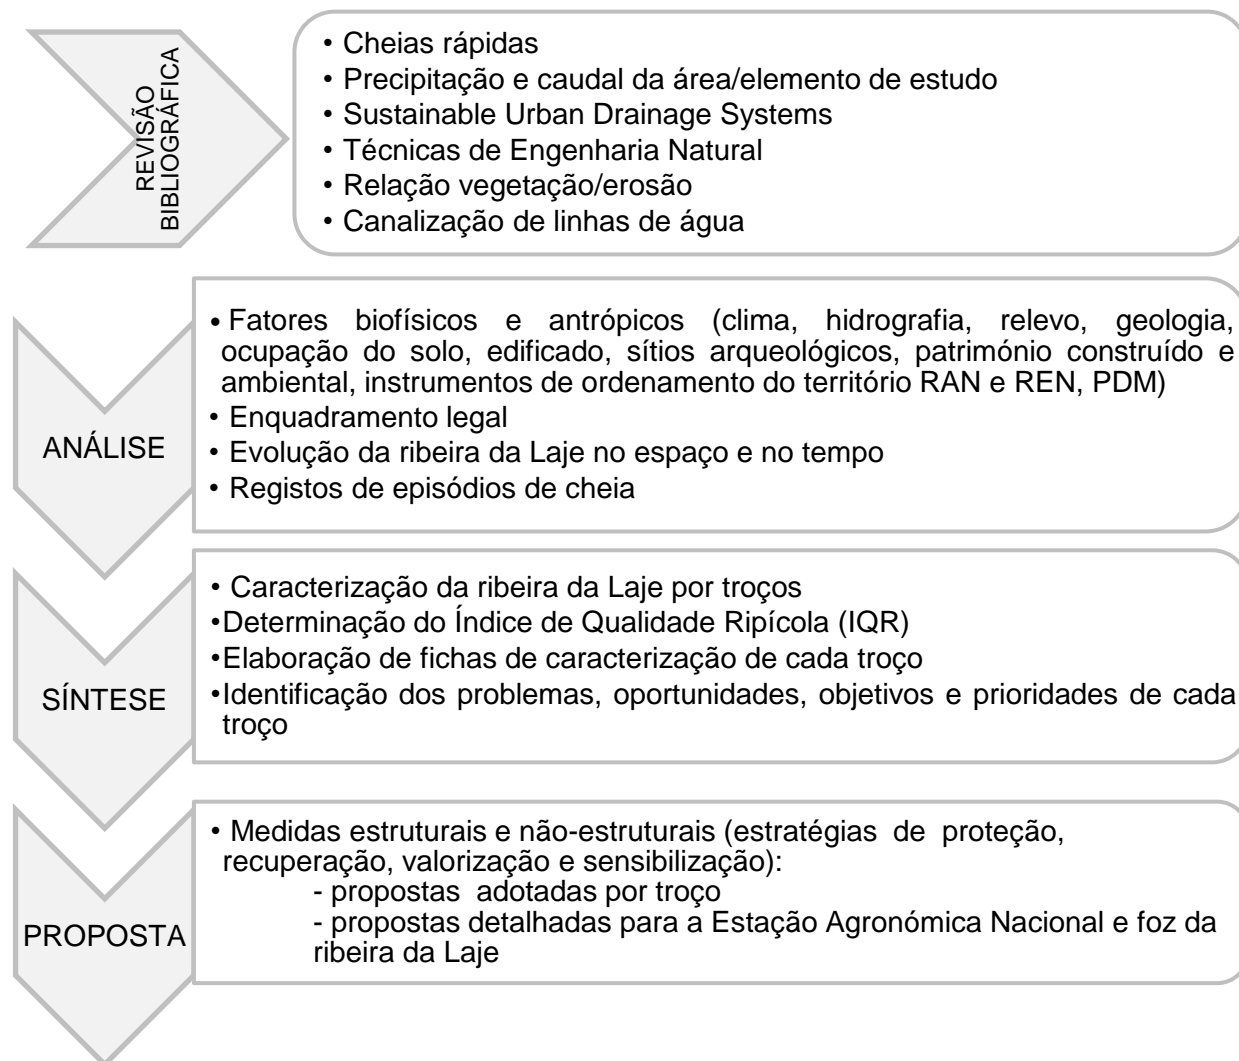 REVISÃO
BIBLIOGRÁFICA
• Cheias rápidas
• Precipitação e caudal da área/elemento de estudo
• Sustainable Urban Drainage Systems
• Técnicas de Engenharia Natural
• Relação vegetação/erosão
• Canalização de linhas de água
ANÁLISE
• Fatores biofísicos e antrópicos (clima, hidrografia, relevo, geologia,
ocupação do solo, edificado, sítios arqueológicos, património construído e
ambiental, instrumentos de ordenamento do território RAN e REN, PDM)
• Enquadramento legal
• Evolução da ribeira da Laje no espaço e no tempo
• Registos de episódios de cheia
SÍNTESE
• Caracterização da ribeira da Laje por troços
•Determinação do Índice de Qualidade Ripícola (IQR)
•Elaboração de fichas de caracterização de cada troço
•Identificação dos problemas, oportunidades, objetivos e prioridades de cada
troço
PROPOSTA
• Medidas estruturais e não-estruturais (estratégias de proteção,
recuperação, valorização e sensibilização):
- propostas adotadas por troço
- propostas detalhadas para a Estação Agronómica Nacional e foz da
ribeira da Laje